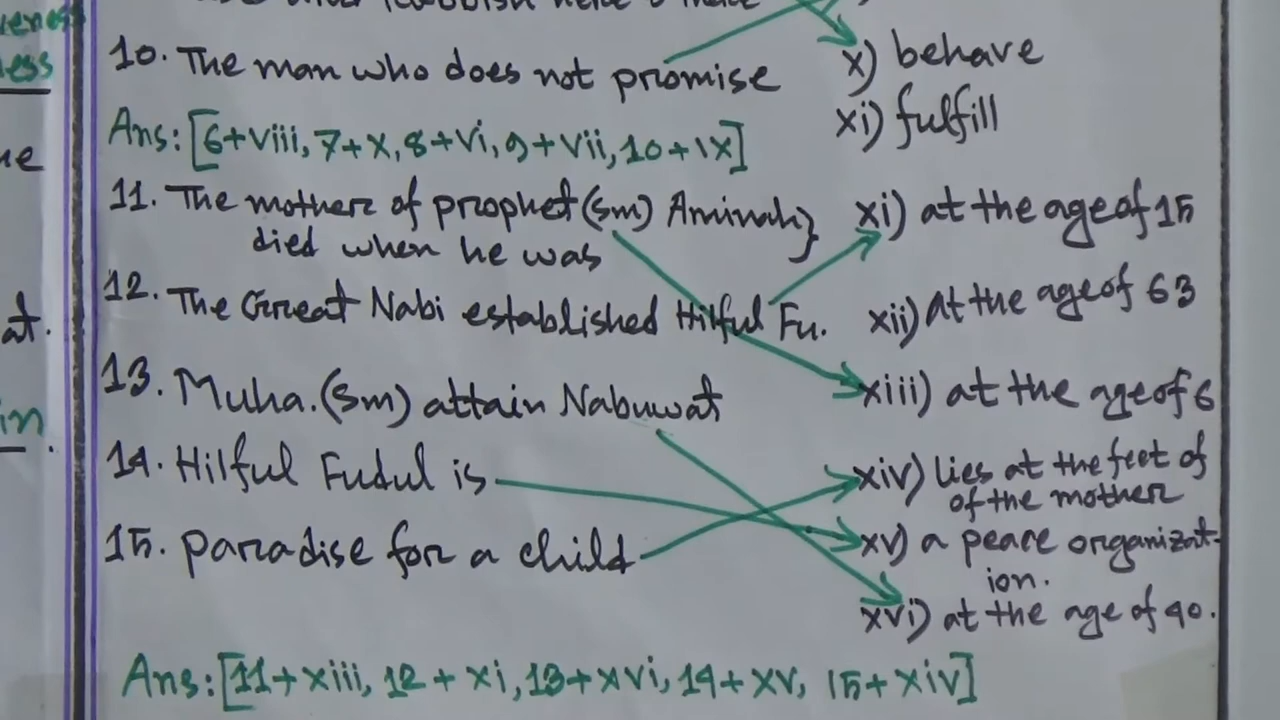 10. The man who does not promise
x) behave
xi) fulfill
Ans: [6+viii, 7+x, 8+vi, 9+vii, 10+ix]
11. The mother of prophet (sm) Aminah}
died when he was
xi) at the age of 15
12. The Great Nabi established Hilful Fu.
xii) at the age of 63
13. Muha. (sm) attain Nabuwat
xiii) at the age of 6
14. Hilful Fudul is
xiv) lies at the feet of
of the mother
15. paradise for a child
xv) a peace organizat-
ion.
xvi) at the age of 40.
Ans: [11+xiii, 12+xi, 13+xvi, 14+xv, 15+xiv]